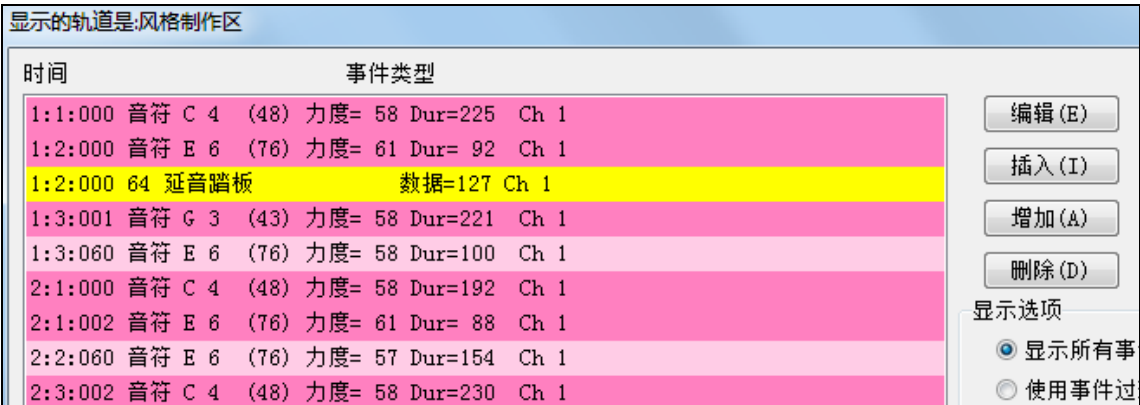 显示的轨道是:风格制作区
时间 事件类型
1:1:000 音符 C 4 (48) 力度= 58 Dur=225 Ch 1
1:2:000 音符 E 6 (76) 力度= 61 Dur= 92 Ch 1
1:2:000 64 延音踏板 数据=127 Ch 1
1:3:001 音符 G 3 (43) 力度= 58 Dur=221 Ch 1
1:3:060 音符 E 6 (76) 力度= 58 Dur=100 Ch 1
2:1:000 音符 C 4 (48) 力度= 58 Dur=192 Ch 1
2:1:002 音符 E 6 (76) 力度= 61 Dur= 88 Ch 1
2:2:060 音符 E 6 (76) 力度= 57 Dur=154 Ch 1
2:3:002 音符 C 4 (48) 力度= 58 Dur=230 Ch 1
编辑(E)
插入(I)
增加(A)
删除(D)
显示选项
显示所有事
使用事件过